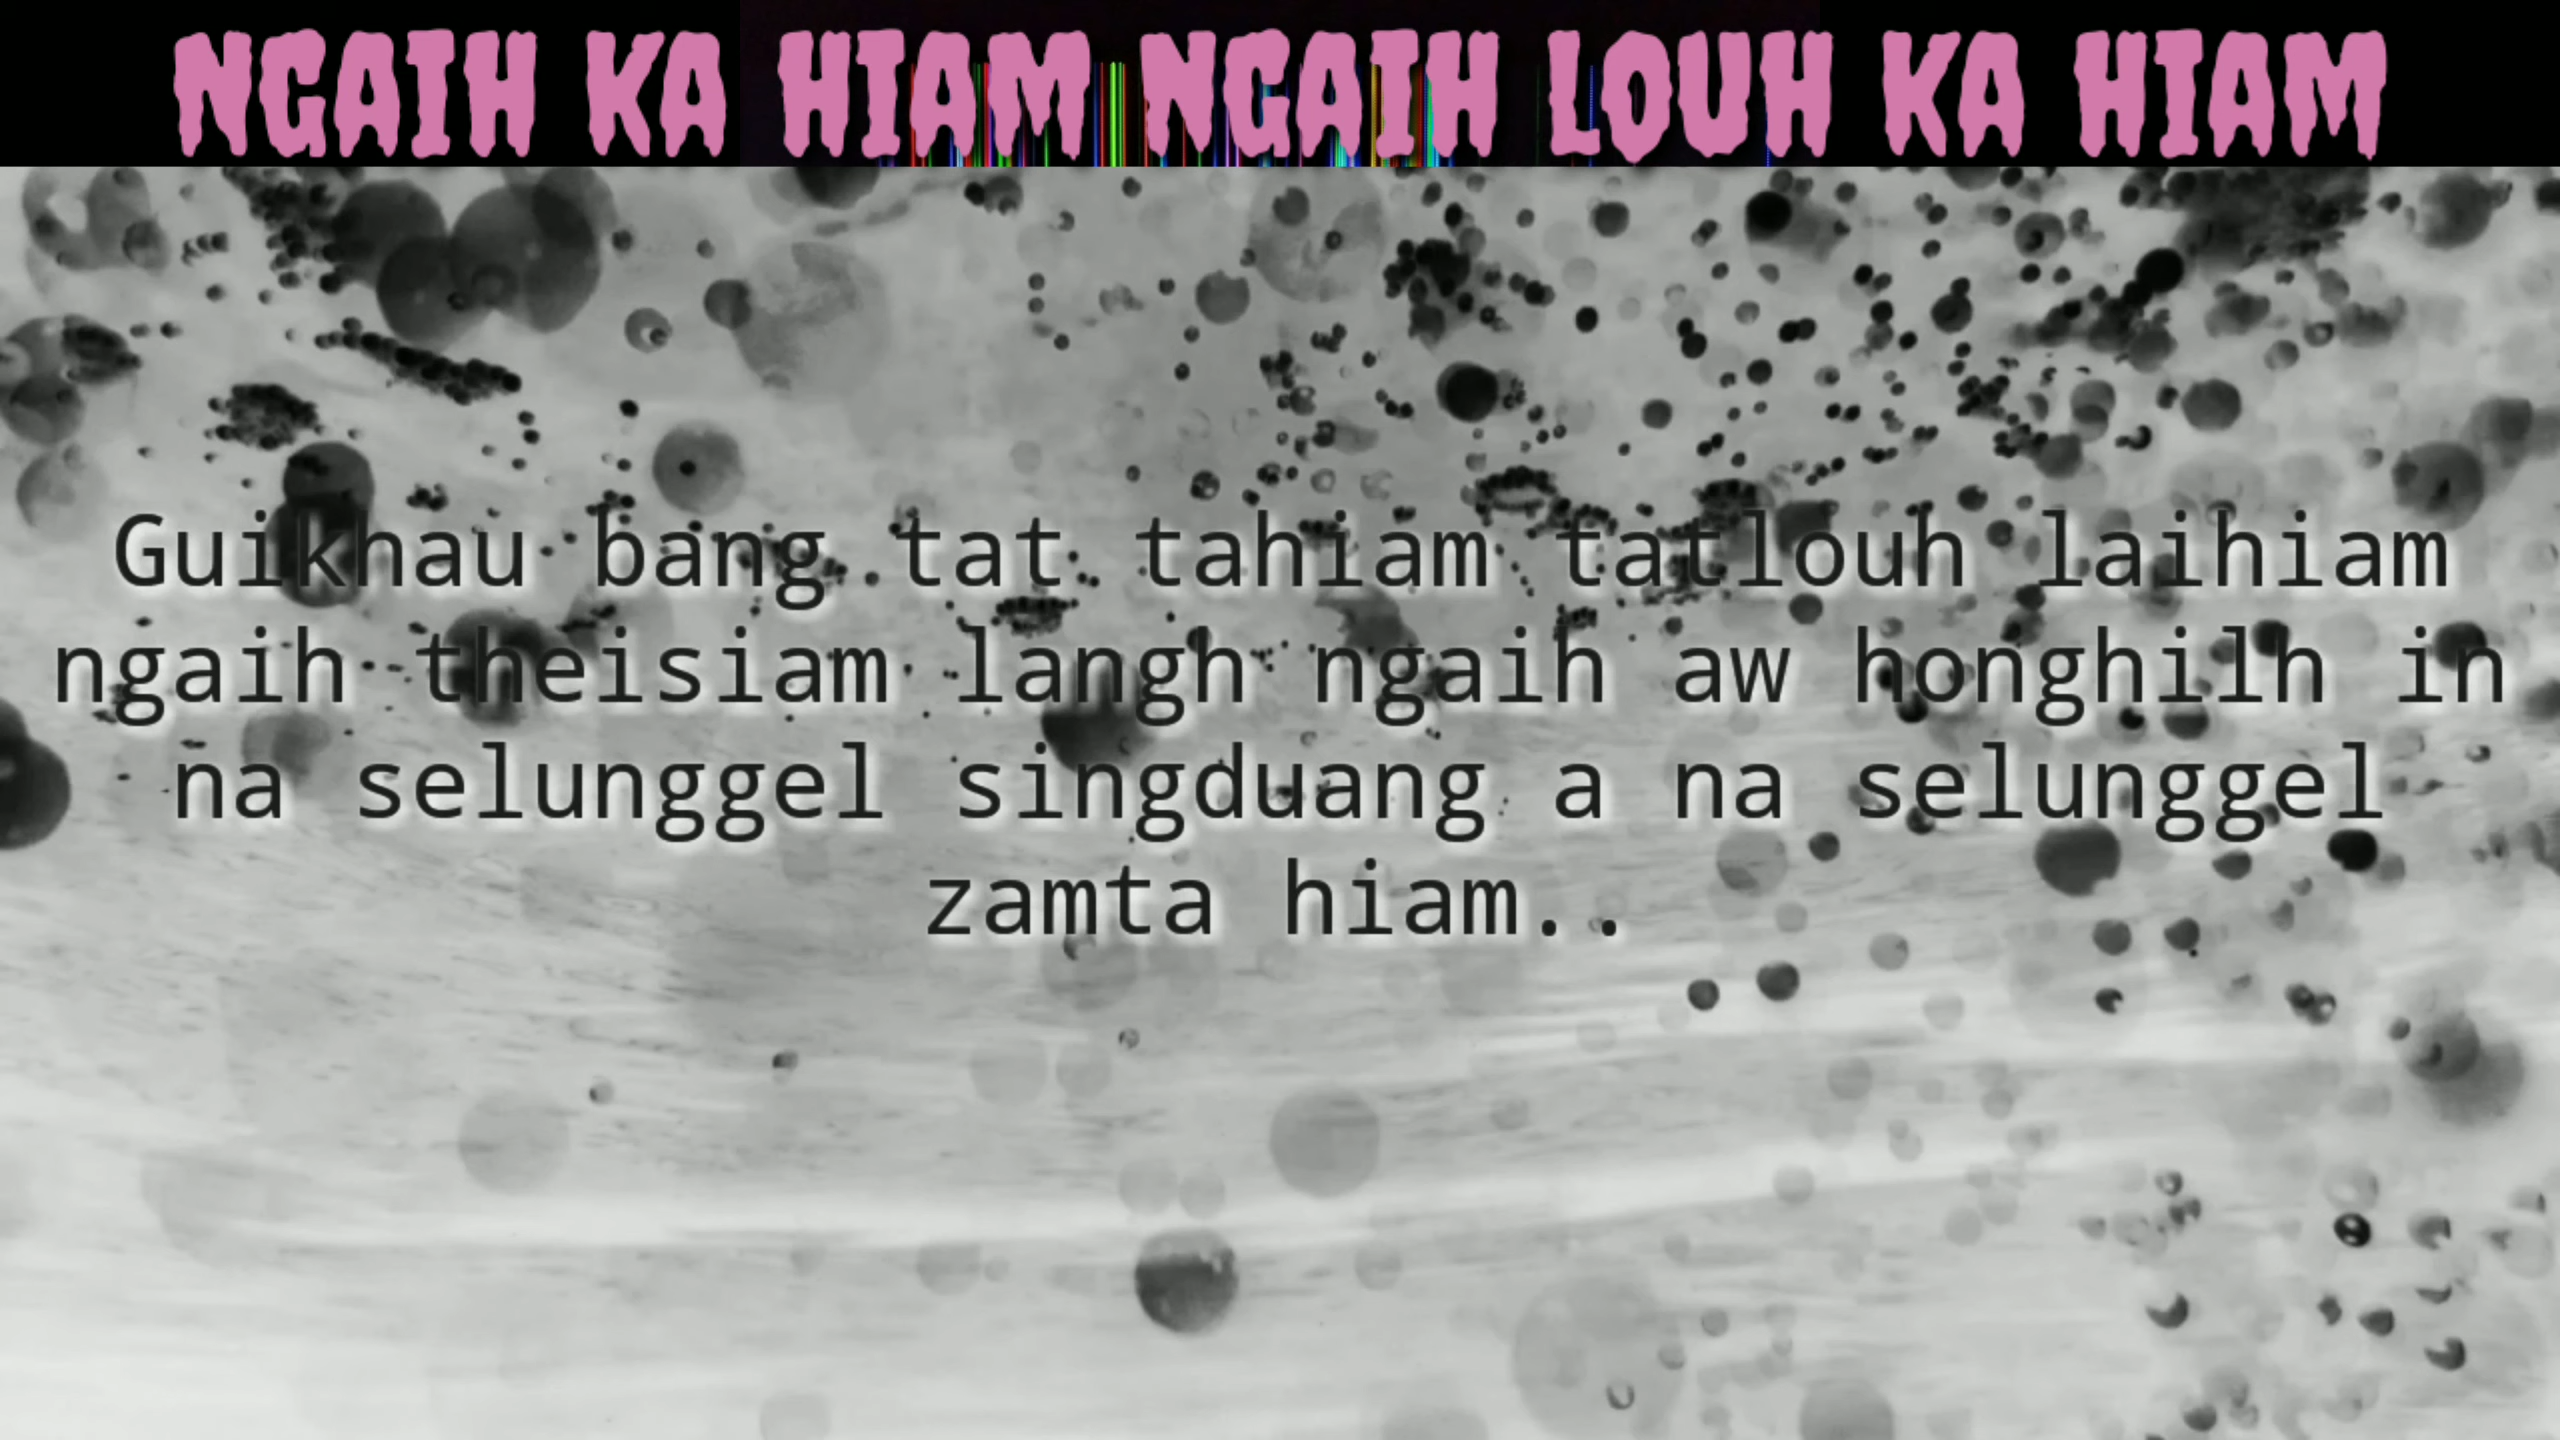 NGAIH KA HIAM NGAIH LOUH KA HIAM
Guikhau bang tat tahiam tatlouh laihiam
ngaih theisiam langh ngaih aw honghilh in
na selunggel singduang a na selunggel
zamta hiam..